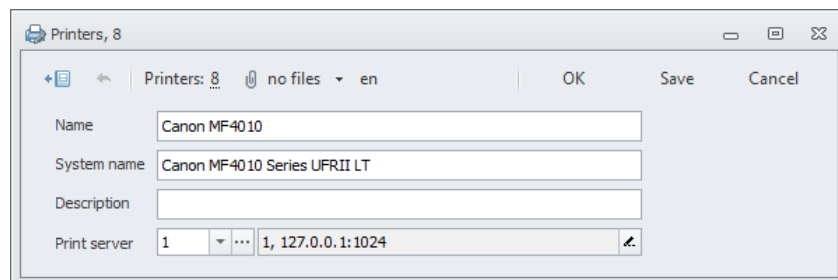 Printers, 8
Printers: 8 no files en OK Save Cancel
Name Canon MF4010
System name Canon MF4010 Series UFRII LT
Description
Print server 1 ... 1, 127.0.0.1:1024